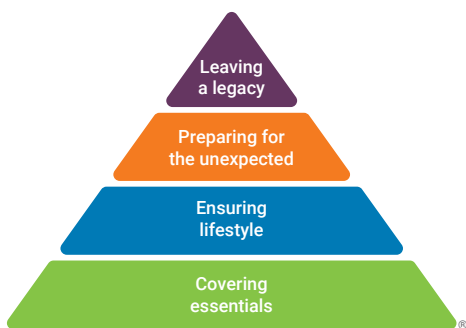 Leaving
a legacy
Preparing for
the unexpected
Ensuring
lifestyle
Covering
essentials
®